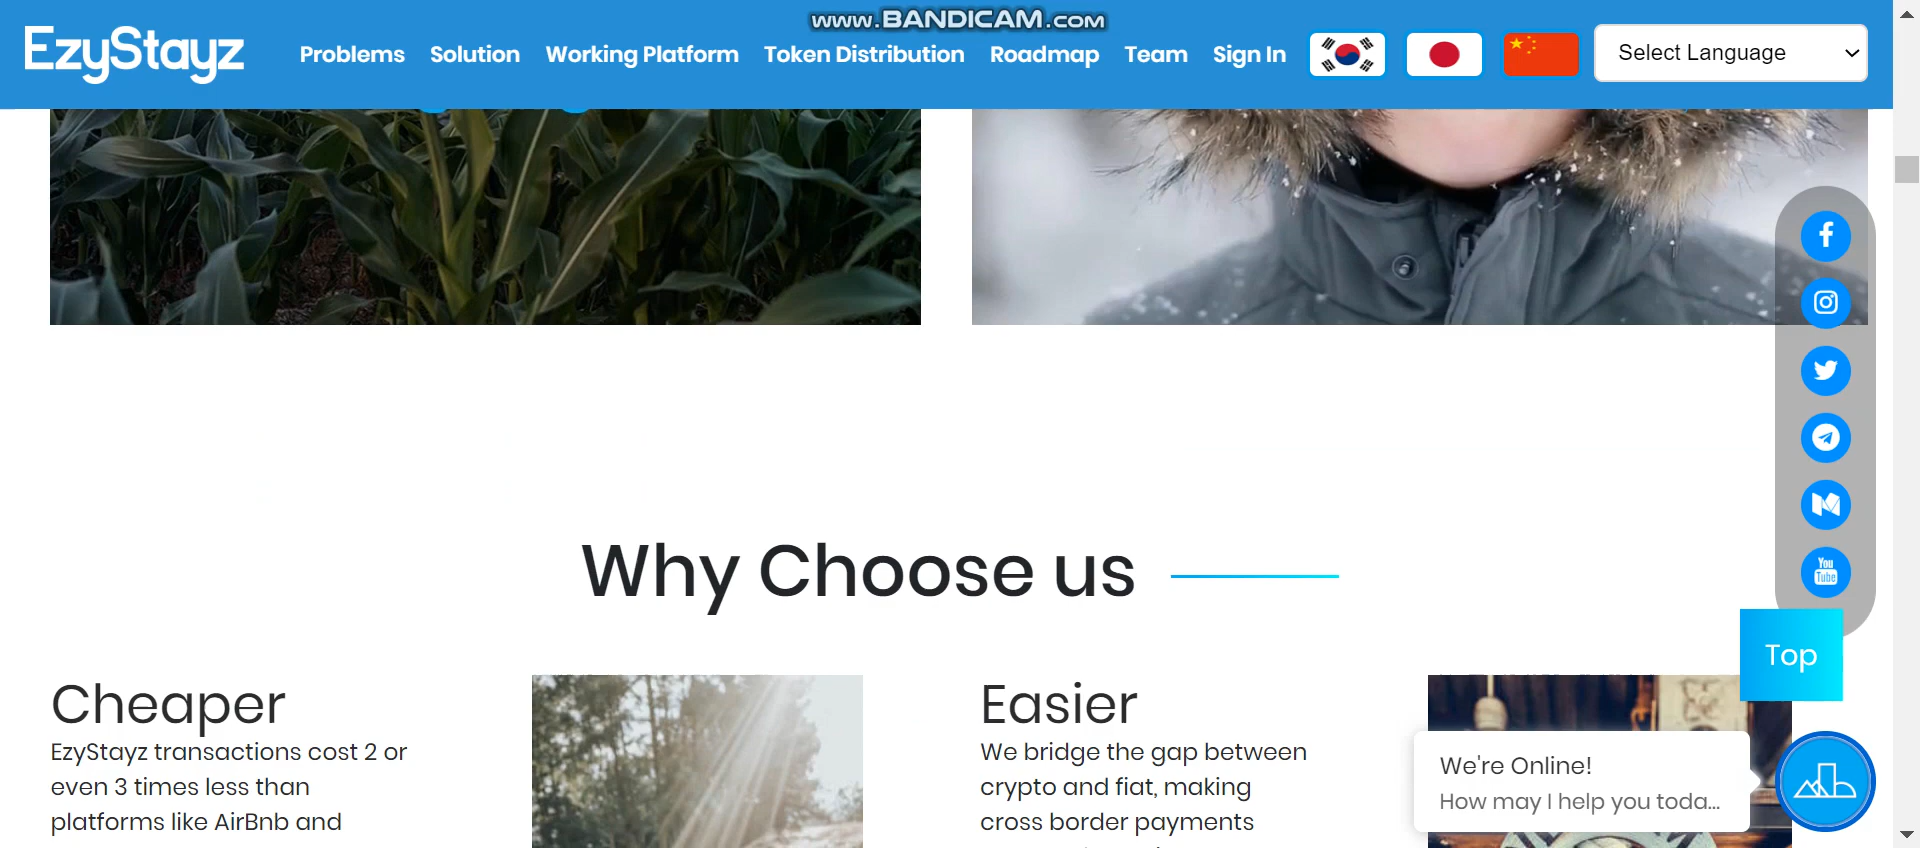 www.BANDICAM.com
EzyStayz
Problems Solution Working Platform Token Distribution Roadmap Team Sign In Select Language
You
Tube
Why Choose us
Top
Cheaper
EzyStayz transactions cost 2 or
even 3 times less than
platforms like AirBnb and
Easier
We bridge the gap between
crypto and fiat, making
cross border payments
We're Online!
How may I help you toda...